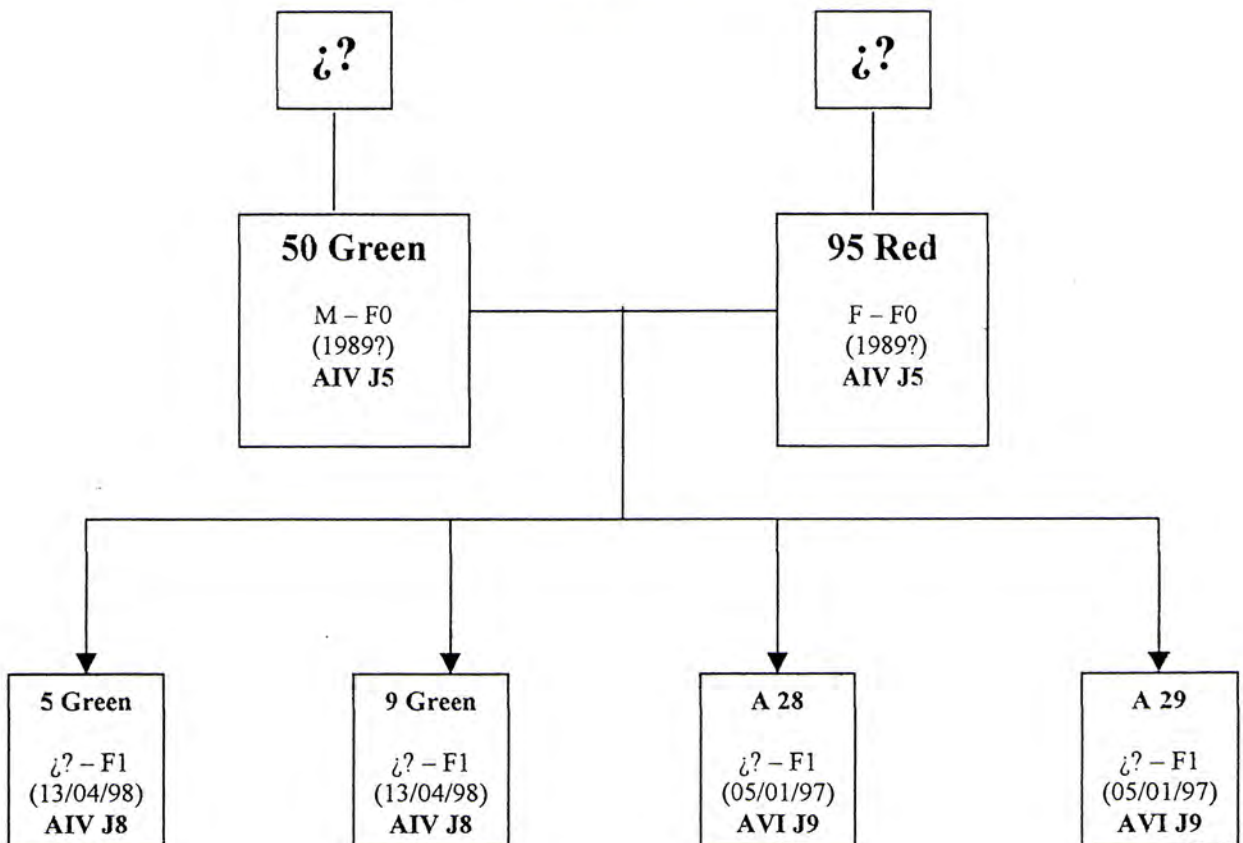 ¿?
¿?
50 Green
M – F0
(1989?)
AIV J5
95 Red
F – F0
(1989?)
AIV J5
5 Green
¿? – F1
(13/04/98)
AIV J8
9 Green
¿? – F1
(13/04/98)
AIV J8
A 28
¿? – F1
(05/01/97)
AVI J9
A 29
¿? – F1
(05/01/97)
AVI J9